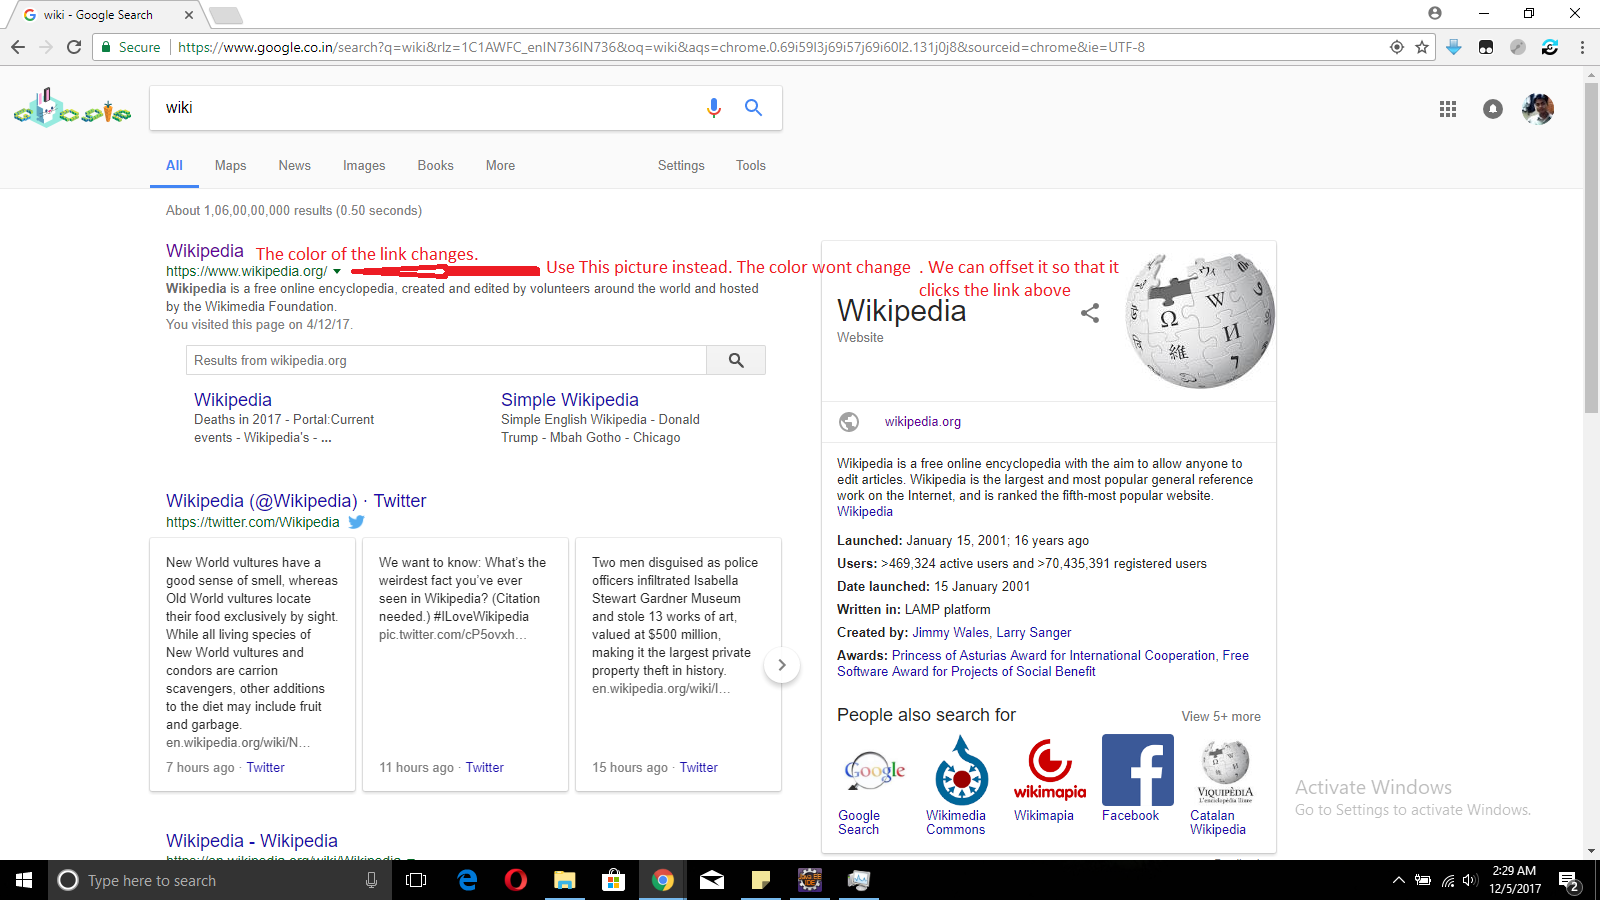 wiki - Google Search
Secure
https://www.google.co.in/search?q=wiki&rlz=1C1AWFC_enIN736IN736&oq=wiki&aqs=chrome.0.69i59l3j69i57j69i60l2.131j0j8&sourceid=chrome&ie=UTF-8
wiki
All Maps News Images Books More Settings Tools
About 1,06,00,00,000 results (0.50 seconds)
Wikipedia
The color of the link changes.
https://www.wikipedia.org/
Use This picture instead. The color wont change . We can offset it so that it
clicks the link above
Wikipedia is a free online encyclopedia, created and edited by volunteers around the world and hosted
by the Wikimedia Foundation.
You visited this page on 4/12/17.
Results from wikipedia.org
Wikipedia
Deaths in 2017 - Portal:Current
events - Wikipedia's - ...
Simple Wikipedia
Simple English Wikipedia - Donald
Trump - Mbah Gotho - Chicago
Wikipedia (@Wikipedia) · Twitter
https://twitter.com/Wikipedia
New World vultures have a
good sense of smell, whereas
Old World vultures locate
their food exclusively by sight.
While all living species of
New World vultures and
condors are carrion
scavengers, other additions
to the diet may include fruit
and garbage.
en.wikipedia.org/wiki/N...
7 hours ago · Twitter
We want to know: What's the
weirdest fact you've ever
seen in Wikipedia? (Citation
needed.) #ILoveWikipedia
pic.twitter.com/cP5ovxh...
11 hours ago · Twitter
Two men disguised as police
officers infiltrated Isabella
Stewart Gardner Museum
and stole 13 works of art,
valued at $500 million,
making it the largest private
property theft in history.
en.wikipedia.org/wiki/I...
15 hours ago · Twitter
Wikipedia - Wikipedia
Wikipedia
Website
wikipedia.org
Wikipedia is a free online encyclopedia with the aim to allow anyone to
edit articles. Wikipedia is the largest and most popular general reference
work on the Internet, and is ranked the fifth-most popular website.
Wikipedia
Launched: January 15, 2001; 16 years ago
Users: >469,324 active users and >70,435,391 registered users
Date launched: 15 January 2001
Written in: LAMP platform
Created by: Jimmy Wales, Larry Sanger
Awards: Princess of Asturias Award for International Cooperation, Free
Software Award for Projects of Social Benefit
People also search for
View 5+ more
Google
wikimapia
VIQUIPÈDIA
Google
Search
Wikimedia
Commons
Wikimapia
Facebook
Catalan
Wikipedia
Activate Windows
Go to Settings to activate Windows.
Type here to search
2:29 AM
12/5/2017
2